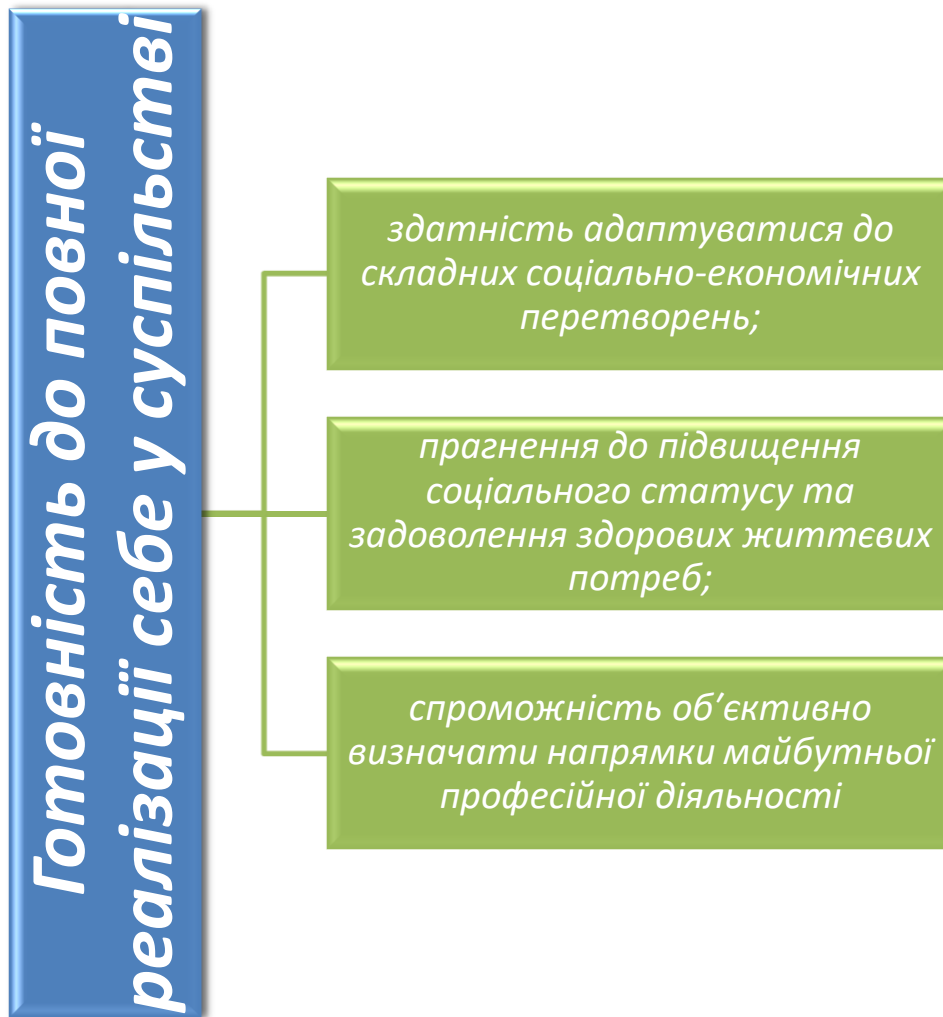 Готовність до повної
реалізації себе у суспільстві
здатність адаптуватися до
складних соціально-економічних
перетворень;
прагнення до підвищення
соціального статусу та
задоволення здорових життєвих
потреб;
спроможність об’єктивно
визначати напрямки майбутньої
професійної діяльності